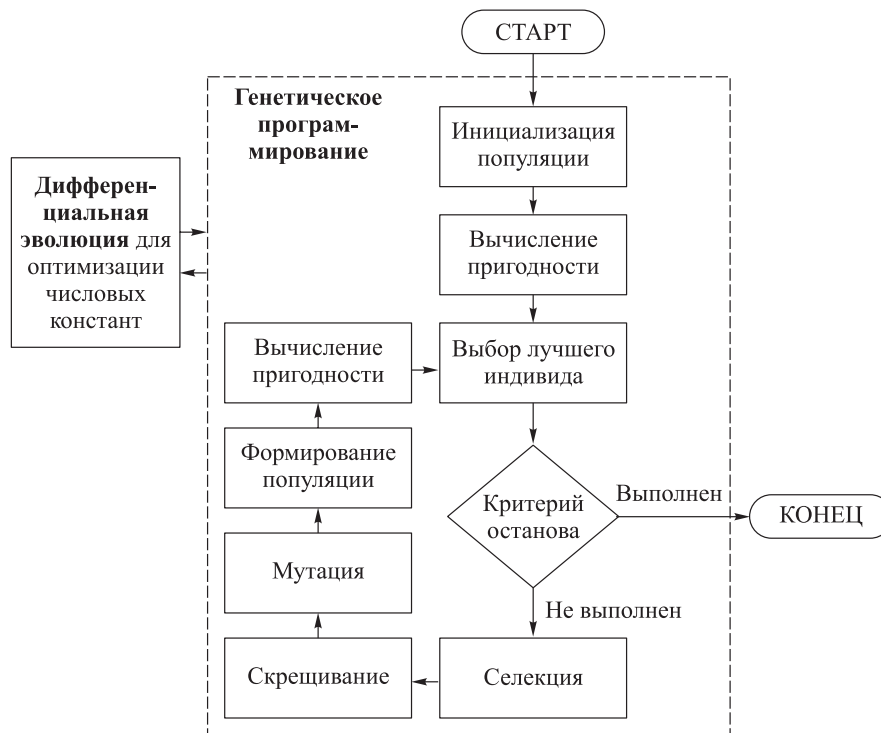 СТАРТ
Генетическое
програм-
мирование
Инициализация
популяции
Дифферен-
циальная
эволюция для
оптимизации
числовых
констант
Вычисление
пригодности
Вычисление
пригодности
Выбор лучшего
индивида
Формирование
популяции
Критерий
останова
Выполнен
КОНЕЦ
Мутация
Не выполнен
Скрещивание
Селекция